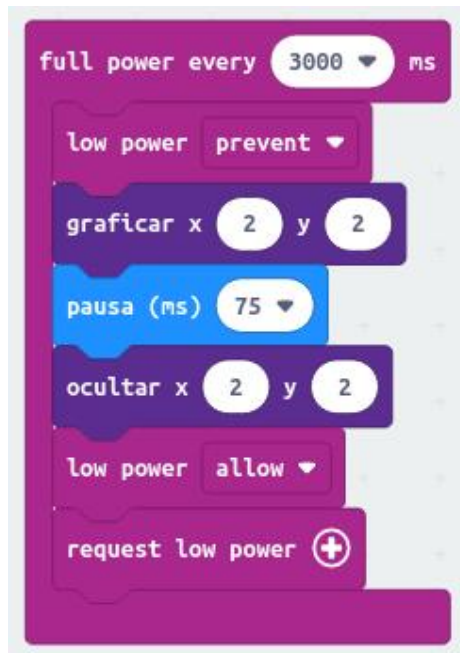 full power every 3000 ms
low power prevent
graficar x 2 y 2
pausa (ms) 75
ocultar x 2 y 2
low power allow
request low power